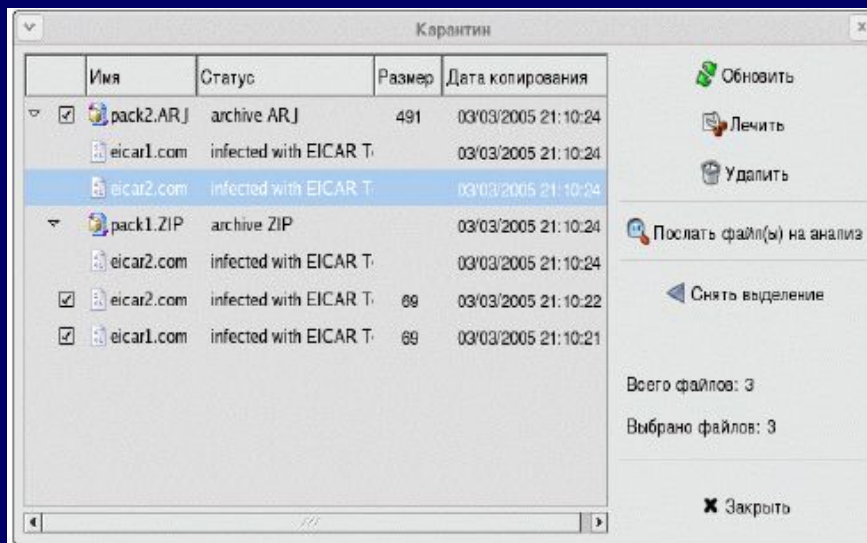 Карантин
Имя Статус Размер Дата копирования
pack2.ARJ archive ARJ 491 03/03/2005 21:10:24
eicar1.com infected with EICAR T 03/03/2005 21:10:24
eicar2.com infected with EICAR T 03/03/2005 21:10:24
pack1.ZIP archive ZIP 03/03/2005 21:10:24
eicar2.com infected with EICAR T 03/03/2005 21:10:24
eicar2.com infected with EICAR T 69 03/03/2005 21:10:22
eicar1.com infected with EICAR T 69 03/03/2005 21:10:21
Обновить
Лечить
Удалить
Послать файл(ы) на анализ
Снять выделение
Всего файлов: 3
Выбрано файлов: 3
Закрыть